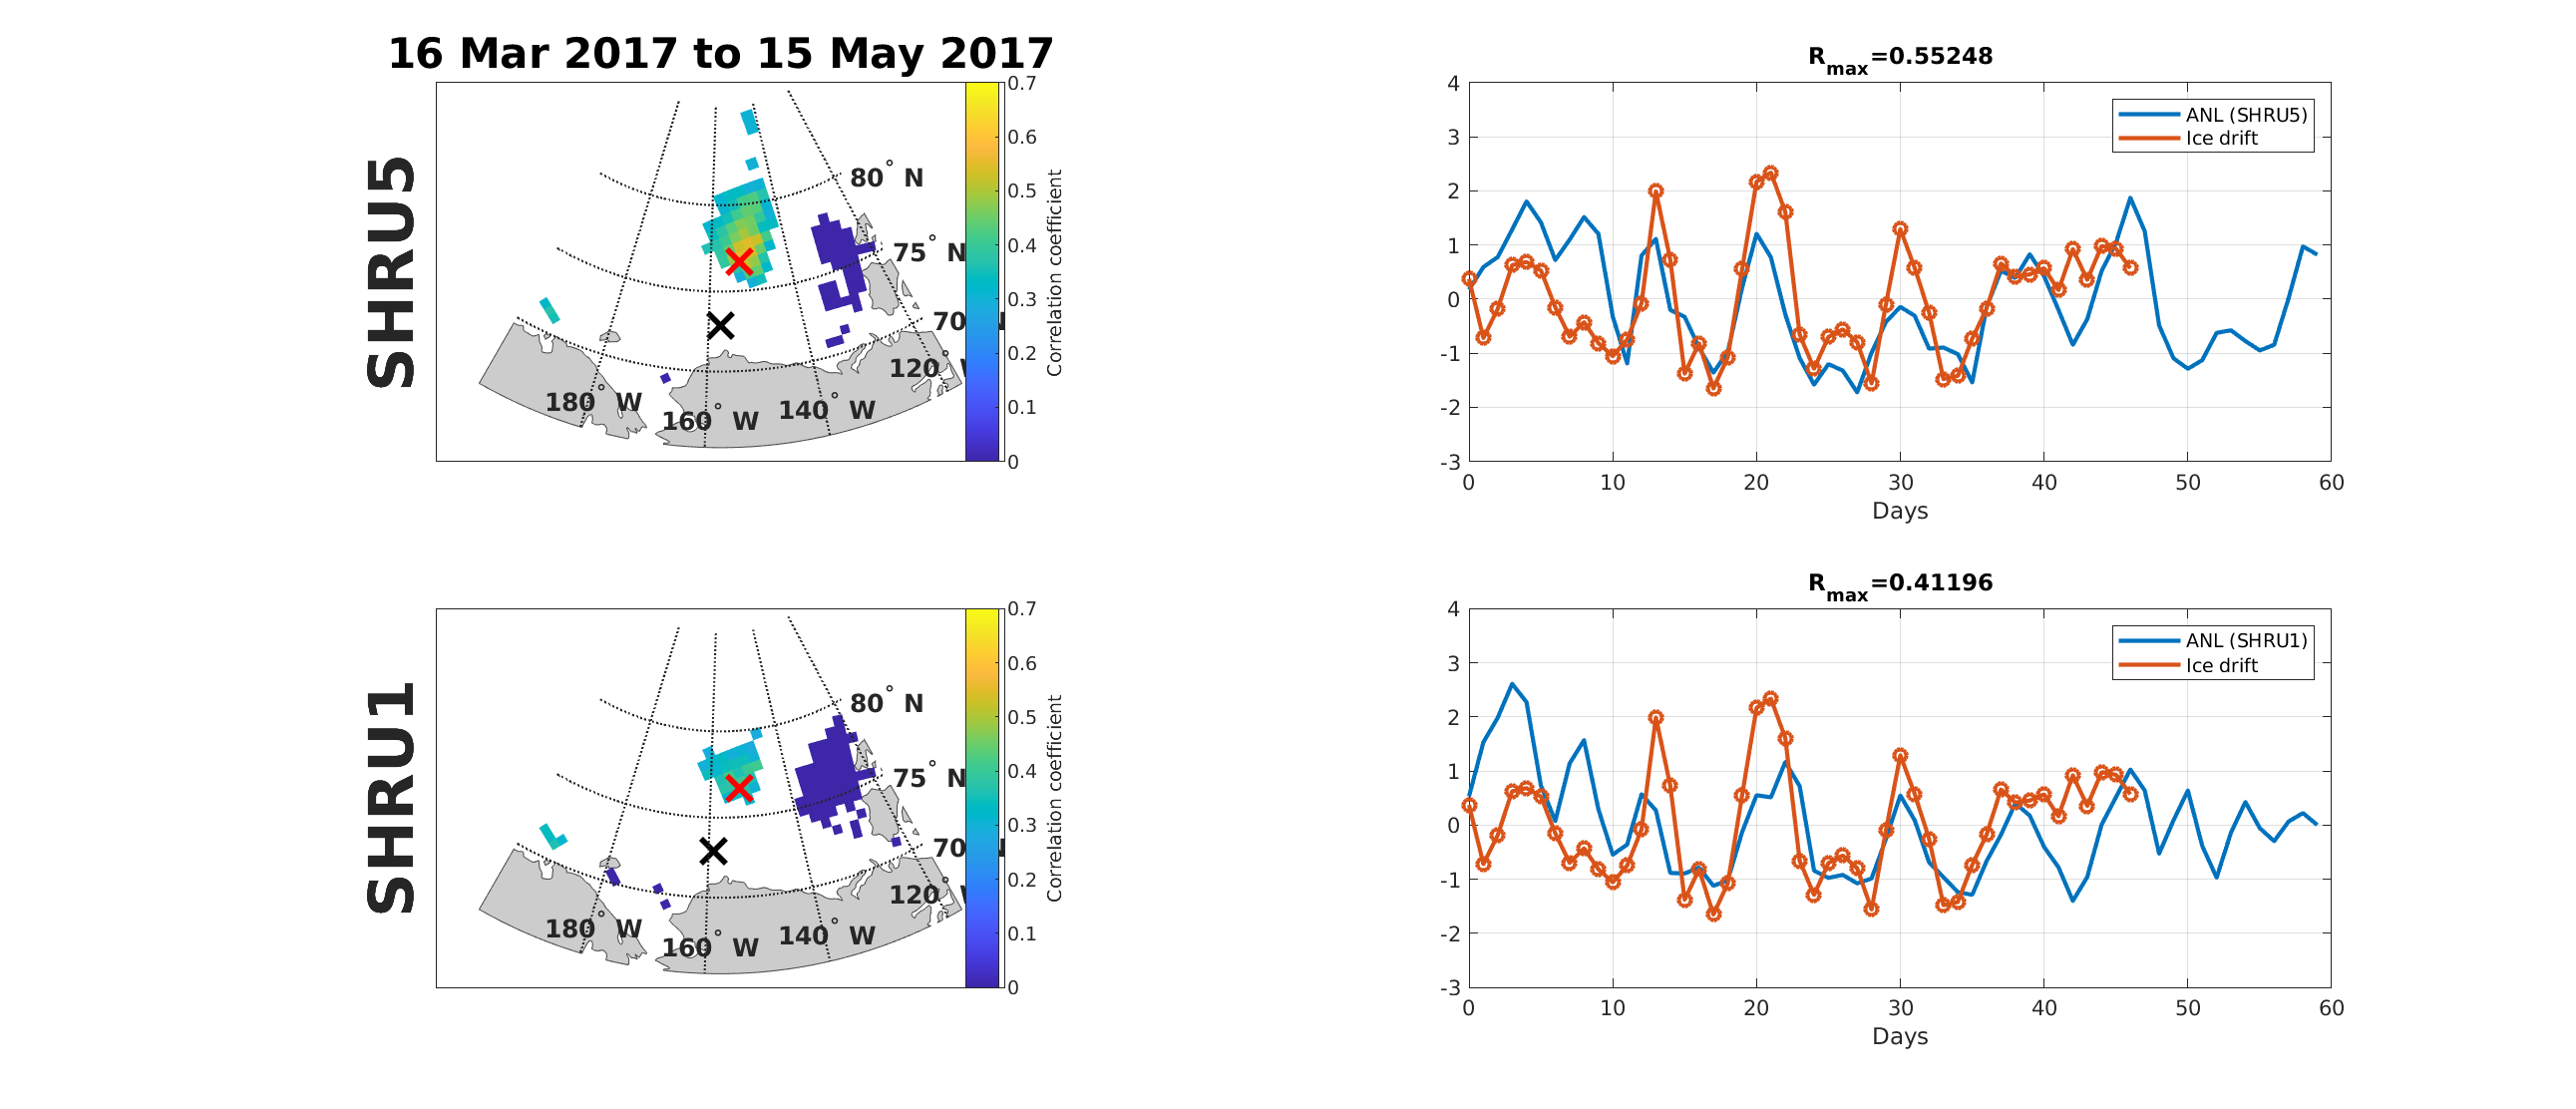 16 Mar 2017 to 15 May 2017
SHRU5
80° N
75° N
70
120° W
180° W
160° W
140° W
0.7
0.6
0.5
0.4
0.3
0.2
0.1
0
Correlation coefficient
Rmax=0.55248
4
3
2
1
0
-1
-2
-3
ANL (SHRU5)
Ice drift
0 10 20 30 40 50 60
Days
SHRU1
80° N
75° N
70
120° W
180° W
160° W
140° W
0.7
0.6
0.5
0.4
0.3
0.2
0.1
0
Correlation coefficient
Rmax=0.41196
4
3
2
1
0
-1
-2
-3
ANL (SHRU1)
Ice drift
0 10 20 30 40 50 60
Days